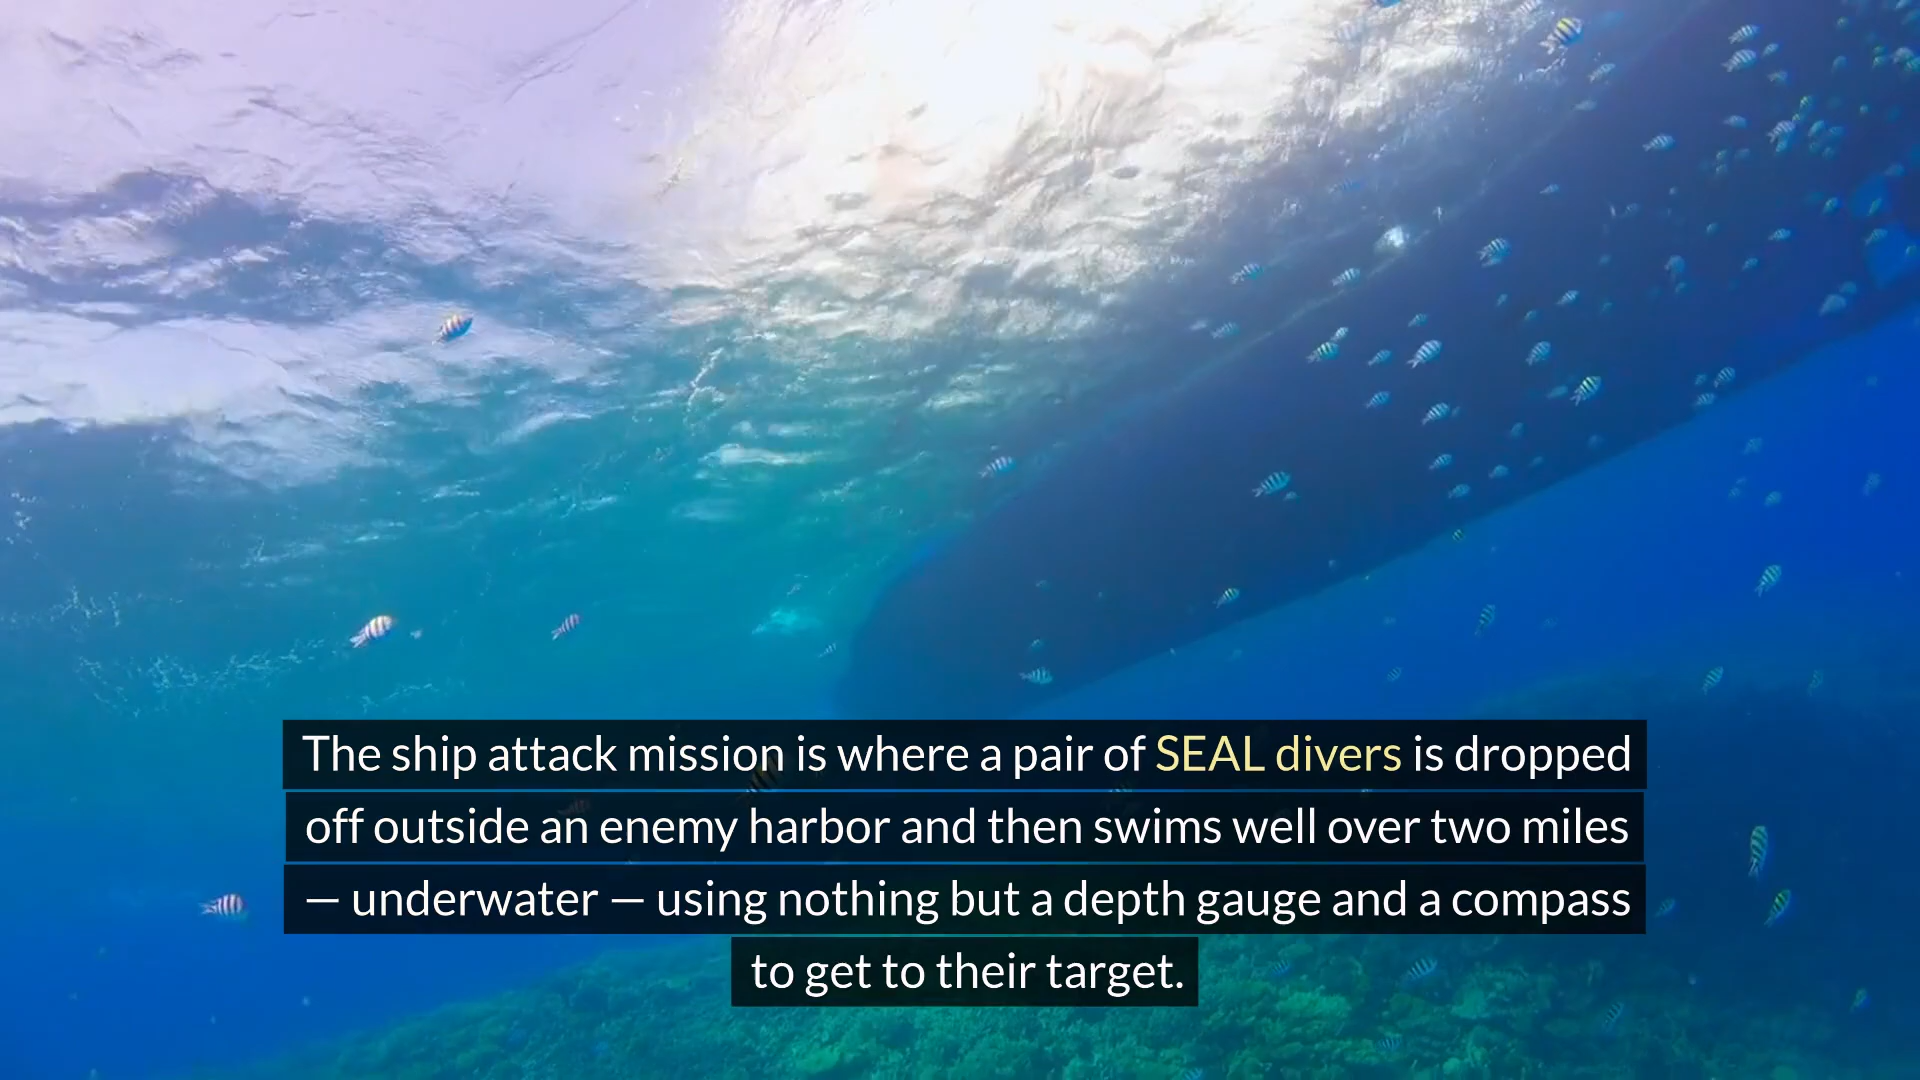 The ship attack mission is where a pair of SEAL divers is dropped
off outside an enemy harbor and then swims well over two miles
— underwater — using nothing but a depth gauge and a compass
to get to their target.